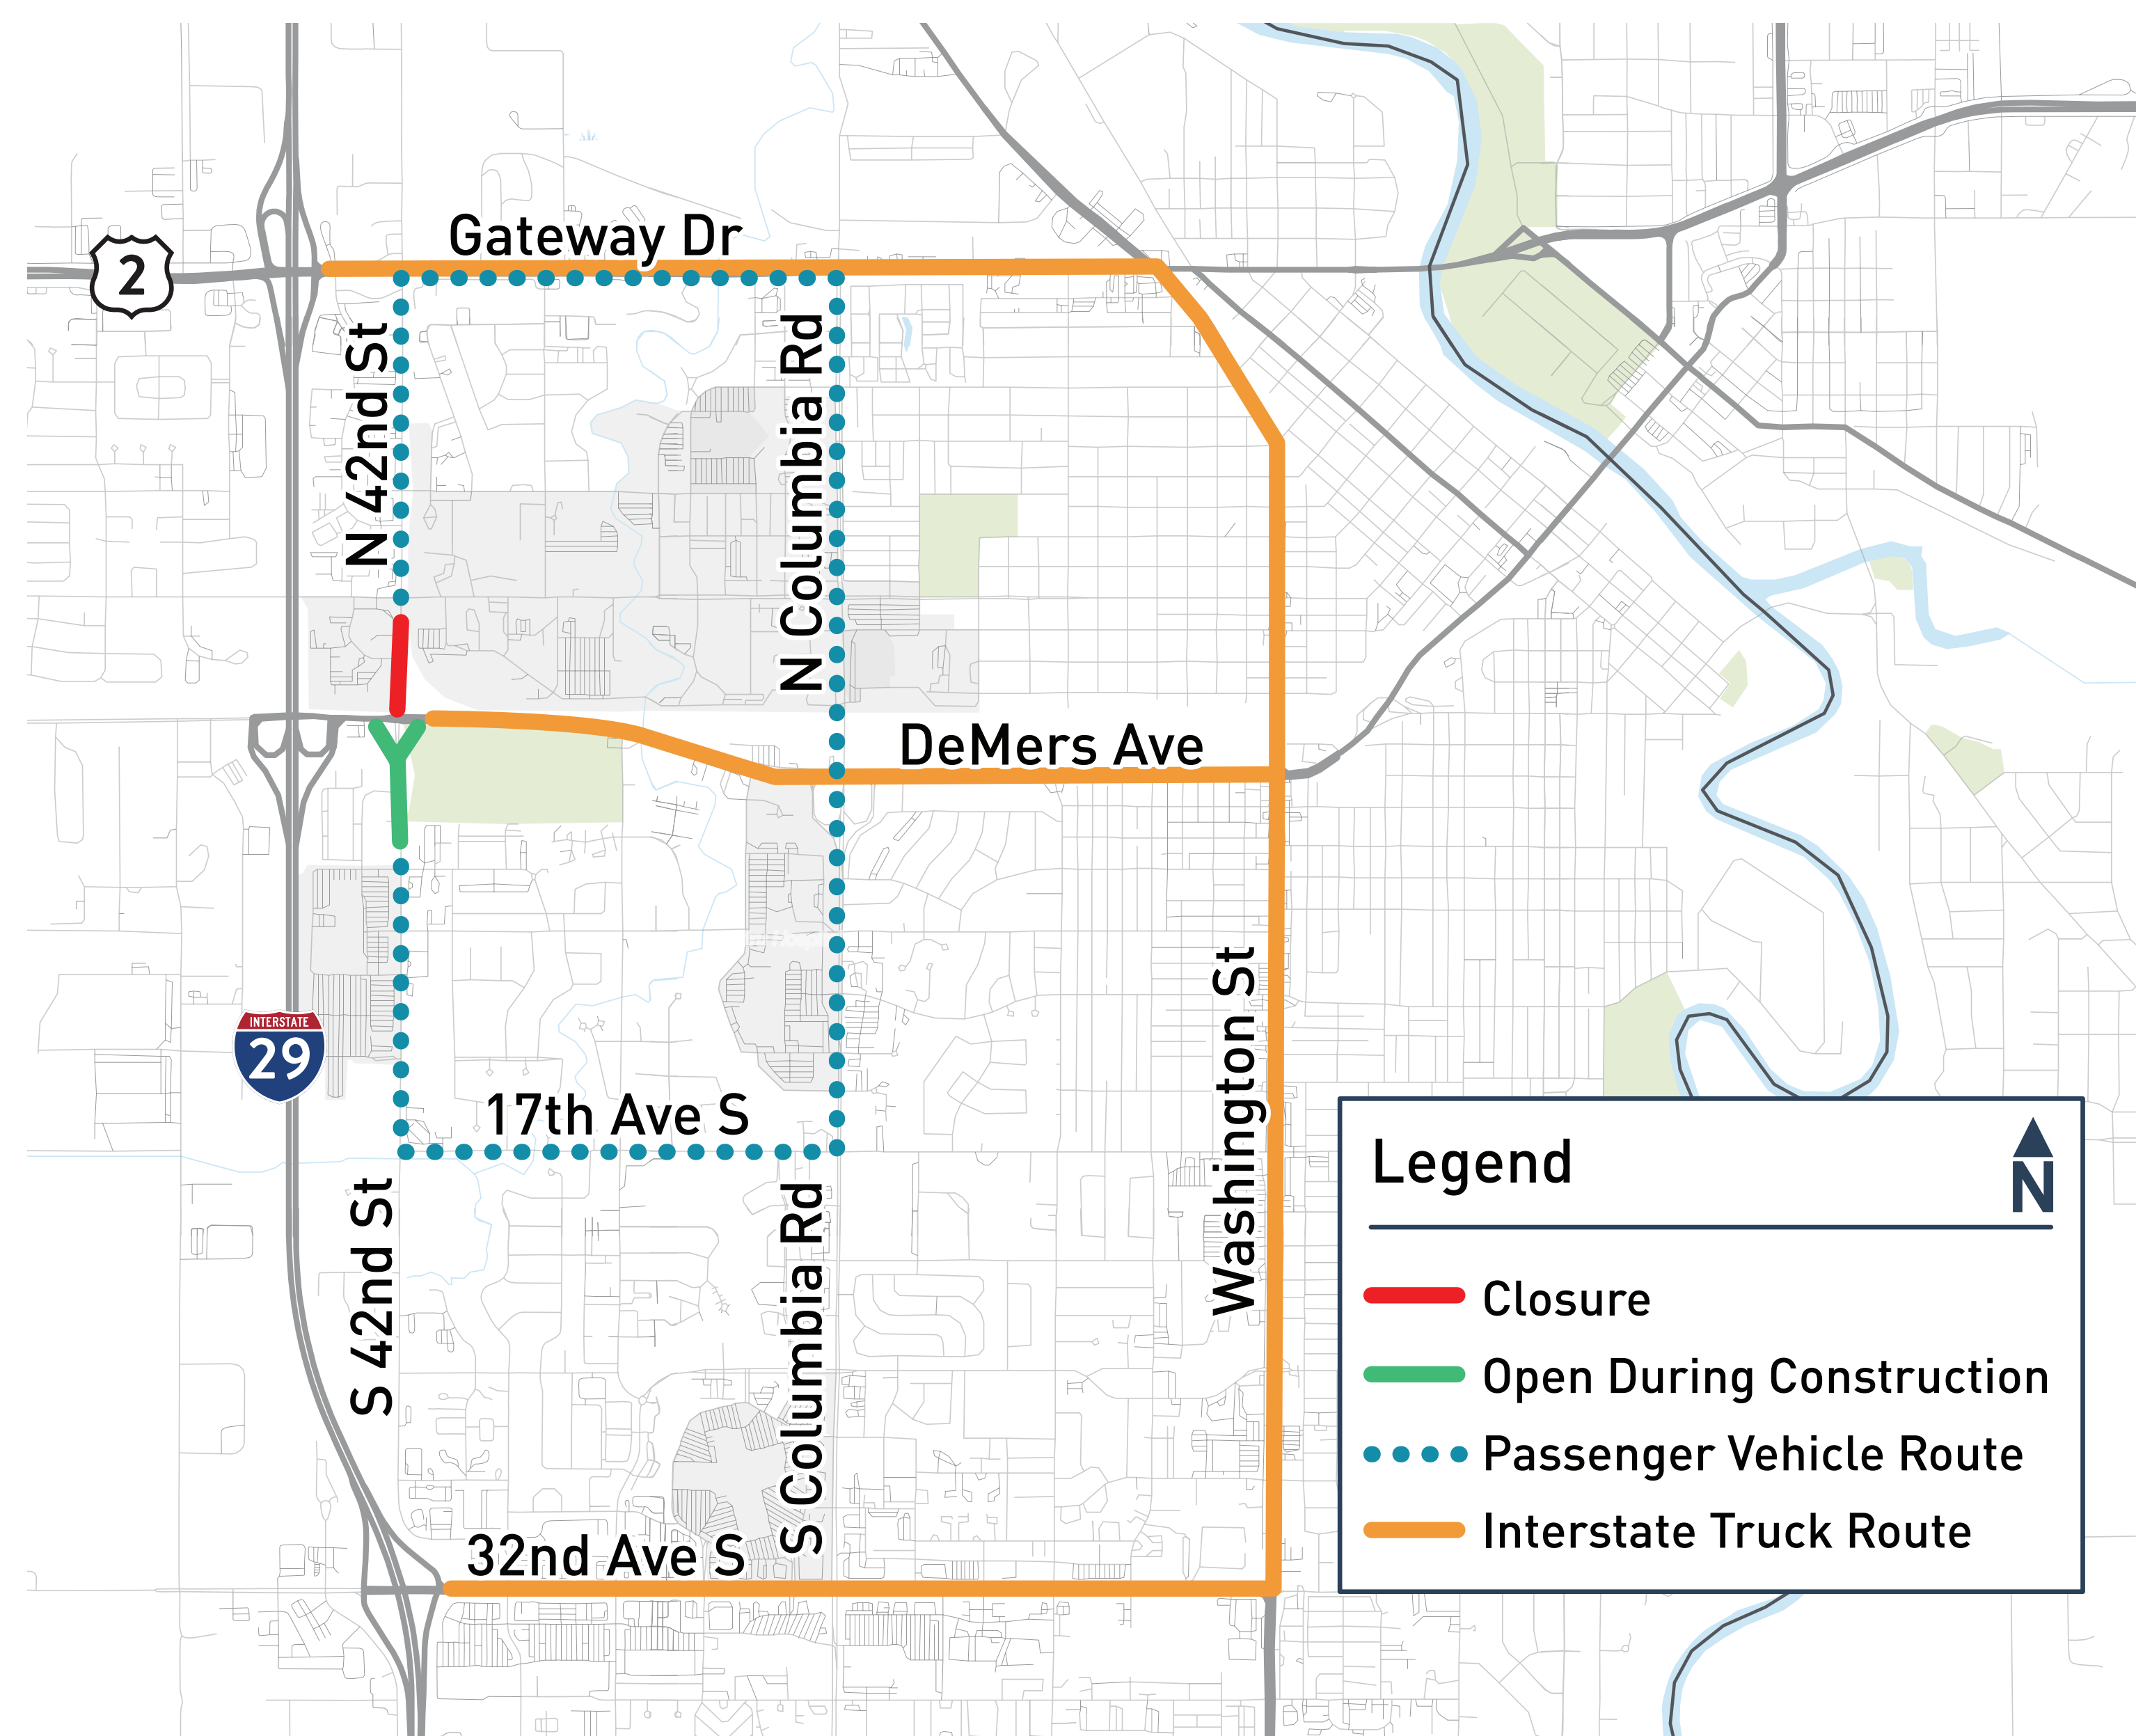 Gateway Dr
2
N 42nd St
N Columbia Rd
DeMers Ave
INTERSTATE
29
17th Ave S
Washington St
S 42nd St
S Columbia Rd
32nd Ave S
Legend
N
Closure
Open During Construction
Passenger Vehicle Route
Interstate Truck Route